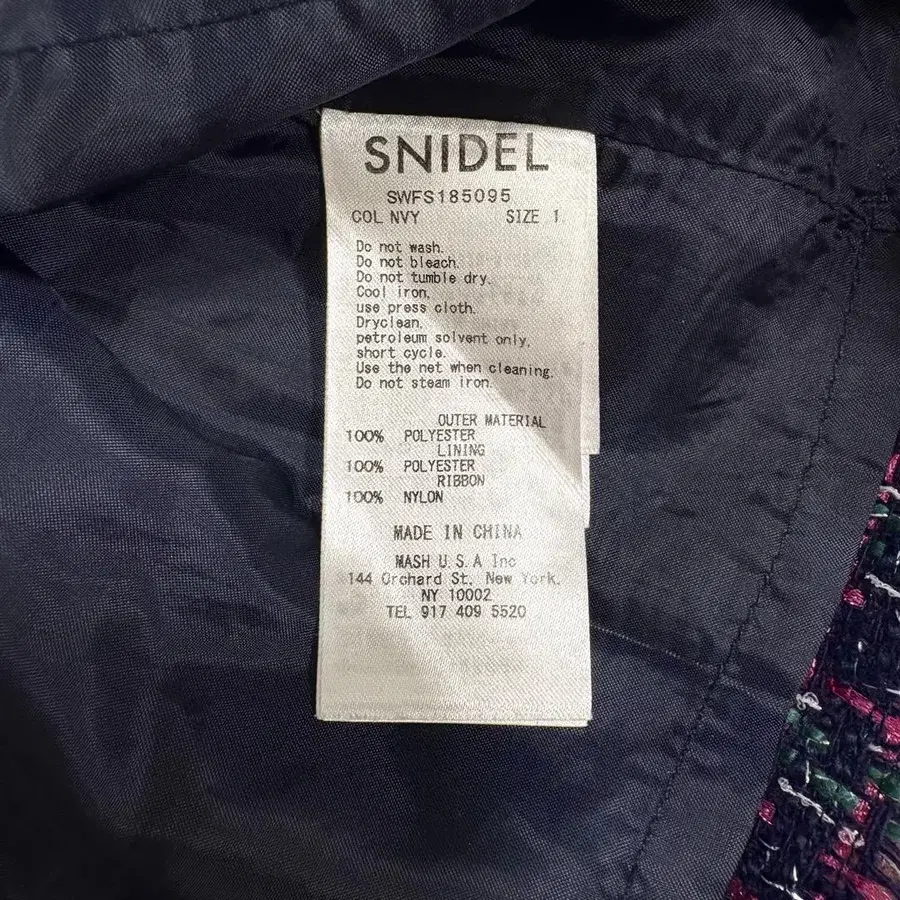 SNIDEL
SWFS185095
COL NVY SIZE 1
Do not wash.
Do not bleach.
Do not tumble dry.
Cool iron,
use press cloth.
Dryclean,
petroleum solvent only,
short cycle.
Use the net when cleaning.
Do not steam iron.
OUTER MATERIAL
100% POLYESTER
LINING
100% POLYESTER
RIBBON
100% NYLON
MADE IN CHINA
MASH U.S.A Inc
144 Orchard St. New York.
NY 10002
TEL 917 409 5520